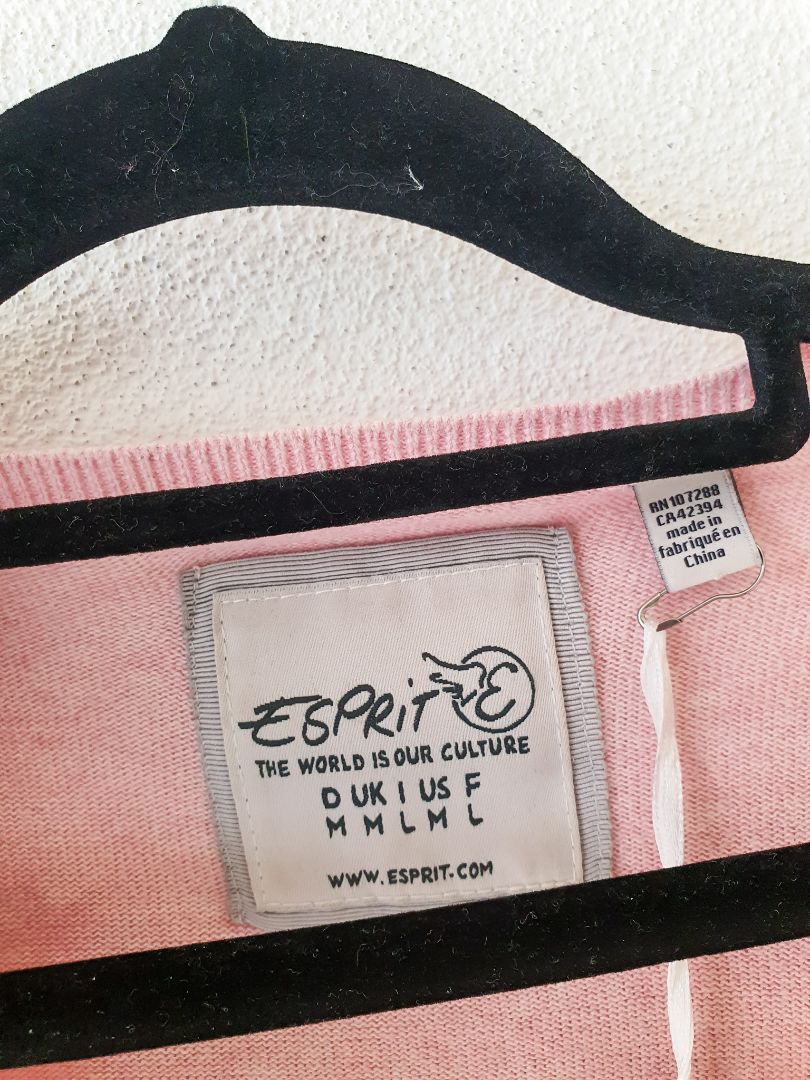 RN107288
CA42394
made in
fabriqué en
China
ESPRIT E
THE WORLD IS OUR CULTURE
D UK I US F
M M L M L
WWW.ESPRIT.COM